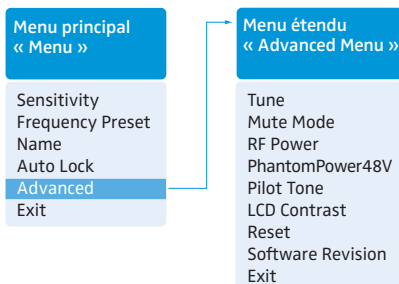 Menu principal
« Menu »
Sensitivity
Frequency Preset
Name
Auto Lock
Advanced
Exit
Menu étendu
« Advanced Menu »
Tune
Mute Mode
RF Power
PhantomPower48V
Pilot Tone
LCD Contrast
Reset
Software Revision
Exit